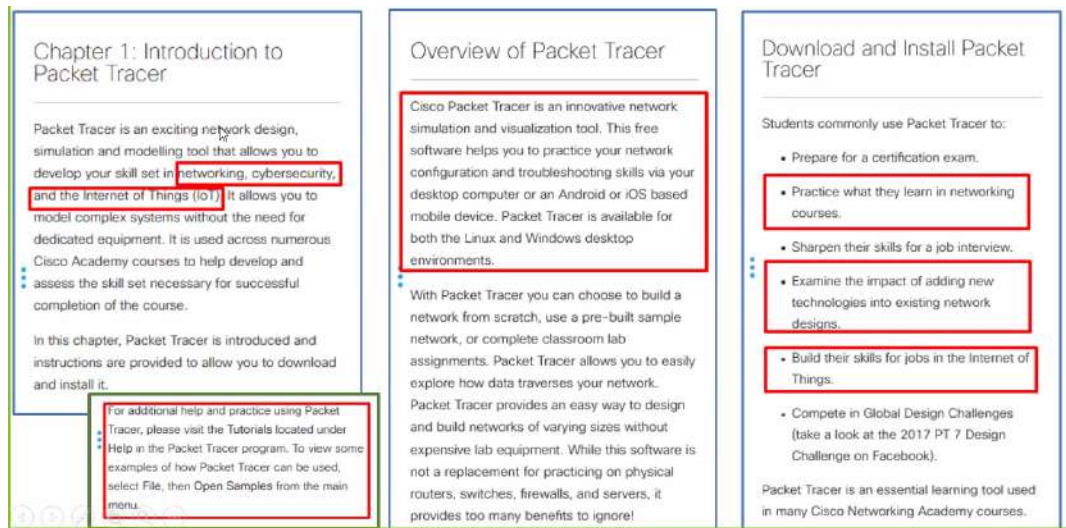 Chapter 1: Introduction to
Packet Tracer
Packet Tracer is an exciting network design,
simulation and modelling tool that allows you to
develop your skill set in networking, cybersecurity,
and the Internet of Things (IoT). It allows you to
model complex systems without the need for
dedicated equipment. It is used across numerous
Cisco Academy courses to help develop and
assess the skill set necessary for successful
completion of the course.
In this chapter, Packet Tracer is introduced and
instructions are provided to allow you to download
and install it.
For additional help and practice using Packet
Tracer, please visit the Tutorials located under
Help in the Packet Tracer program. To view some
examples of how Packet Tracer can be used,
select File, then Open Samples from the main
menu.
Overview of Packet Tracer
Cisco Packet Tracer is an innovative network
simulation and visualization tool. This free
software helps you to practice your network
configuration and troubleshooting skills via your
desktop computer or an Android or iOS based
mobile device. Packet Tracer is available for
both the Linux and Windows desktop
environments.
With Packet Tracer you can choose to build a
network from scratch, use a pre-built sample
network, or complete classroom lab
assignments. Packet Tracer allows you to easily
explore how data traverses your network.
Packet Tracer provides an easy way to design
and build networks of varying sizes without
expensive lab equipment. While this software is
not a replacement for practicing on physical
routers, switches, firewalls, and servers, it
provides too many benefits to ignore!
Download and Install Packet
Tracer
Students commonly use Packet Tracer to:
• Prepare for a certification exam.
• Practice what they learn in networking
courses.
• Sharpen their skills for a job interview.
• Examine the impact of adding new
technologies into existing network
designs.
• Build their skills for jobs in the Internet of
Things.
• Compete in Global Design Challenges
(take a look at the 2017 PT 7 Design
Challenge on Facebook).
Packet Tracer is an essential learning tool used
in many Cisco Networking Academy courses.